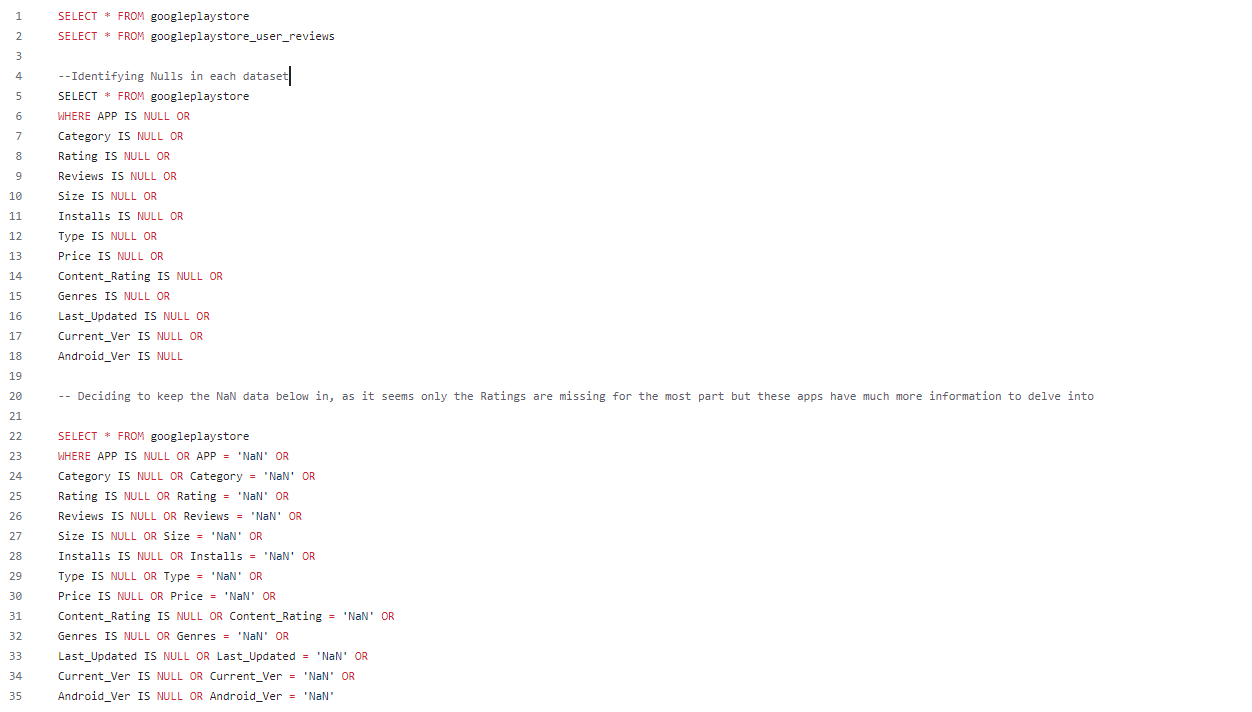 1 SELECT * FROM googleplaystore
2 SELECT * FROM googleplaystore_user_reviews
3
4 --Identifying Nulls in each dataset
5 SELECT * FROM googleplaystore
6 WHERE APP IS NULL OR
7 Category IS NULL OR
8 Rating IS NULL OR
9 Reviews IS NULL OR
10 Size IS NULL OR
11 Installs IS NULL OR
12 Type IS NULL OR
13 Price IS NULL OR
14 Content_Rating IS NULL OR
15 Genres IS NULL OR
16 Last_Updated IS NULL OR
17 Current_Ver IS NULL OR
18 Android_Ver IS NULL
19
20 -- Deciding to keep the NaN data below in, as it seems only the Ratings are missing for the most part but these apps have much more information to delve into
21
22 SELECT * FROM googleplaystore
23 WHERE APP IS NULL OR APP = 'NaN' OR
24 Category IS NULL OR Category = 'NaN' OR
25 Rating IS NULL OR Rating = 'NaN' OR
26 Reviews IS NULL OR Reviews = 'NaN' OR
27 Size IS NULL OR Size = 'NaN' OR
28 Installs IS NULL OR Installs = 'NaN' OR
29 Type IS NULL OR Type = 'NaN' OR
30 Price IS NULL OR Price = 'NaN' OR
31 Content_Rating IS NULL OR Content_Rating = 'NaN' OR
32 Genres IS NULL OR Genres = 'NaN' OR
33 Last_Updated IS NULL OR Last_Updated = 'NaN' OR
34 Current_Ver IS NULL OR Current_Ver = 'NaN' OR
35 Android_Ver IS NULL OR Android_Ver = 'NaN'